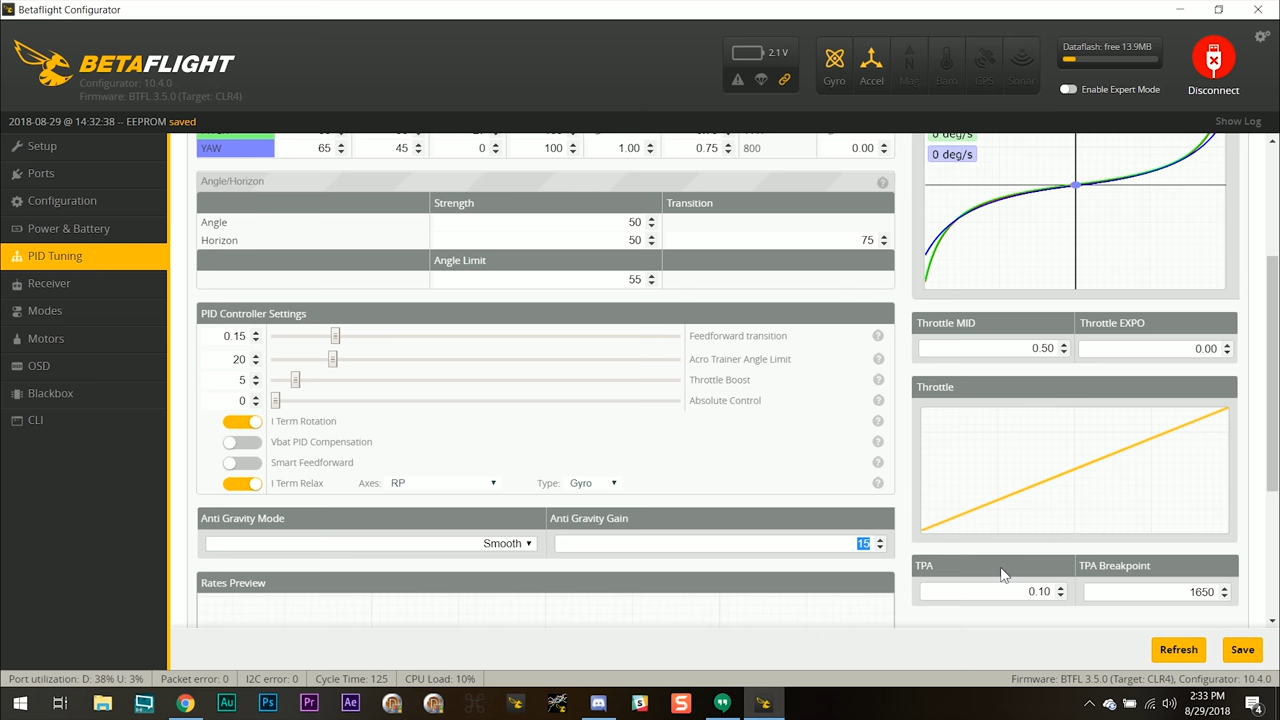 Betaflight Configurator
BETAFLIGHT
Configurator: 10.4.0
Firmware: BTFL 3.5.0 (Target: CLR4)
2.1 V
Gyro
Accel
Mag
Baro
GPS
Sonar
Dataflash: free 13.9MB
Enable Expert Mode
Disconnect
2018-08-29 @ 14:32:38 -- EEPROM saved
Show Log
Setup
Ports
Configuration
Power & Battery
PID Tuning
Receiver
Modes
Motors
OSD
Blackbox
CLI
YAW 65 45 0 100 1.00 0.75 800 0.00
Angle/Horizon
Strength Transition
Angle 50
Horizon 50 75
Angle Limit
55
PID Controller Settings
0.15 Feedforward transition
20 Acro Trainer Angle Limit
5 Throttle Boost
0 Absolute Control
I Term Rotation
Vbat PID Compensation
Smart Feedforward
I Term Relax Axes: RP Type: Gyro
Anti Gravity Mode Anti Gravity Gain
Smooth 15
Rates Preview
0 deg/s
0 deg/s
Throttle MID Throttle EXPO
0.50 0.00
Throttle
TPA TPA Breakpoint
0.10 1650
Refresh Save
Port utilization: D: 38% U: 3% Packet error: 0 I2C error: 0 Cycle Time: 125 CPU Load: 10% Firmware: BTFL 3.5.0 (Target: CLR4), Configurator: 10.4.0
Au Ps Pr Ae
2:33 PM
8/29/2018
4